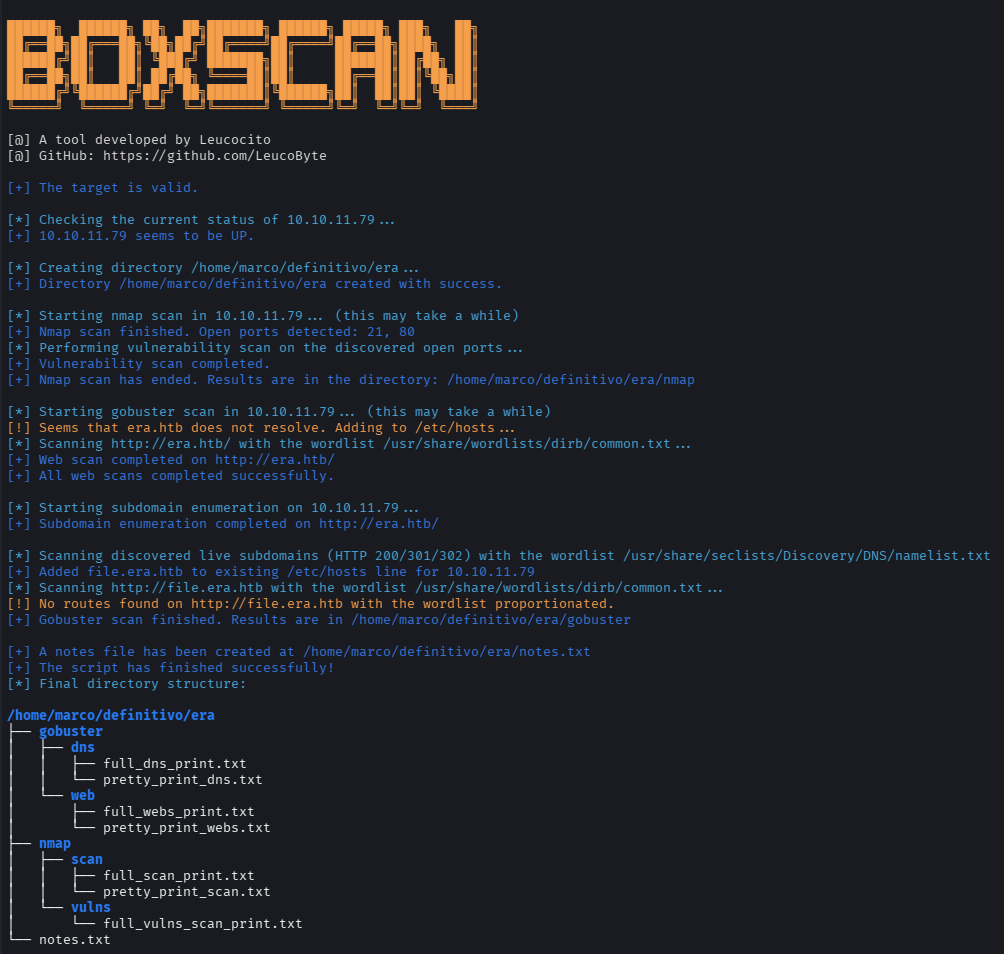 BOXSCAN
[@] A tool developed by Leucocito
[@] GitHub: https://github.com/LeucoByte
[+] The target is valid.
[*] Checking the current status of 10.10.11.79...
[+] 10.10.11.79 seems to be UP.
[*] Creating directory /home/marco/definitivo/era...
[+] Directory /home/marco/definitivo/era created with success.
[*] Starting nmap scan in 10.10.11.79... (this may take a while)
[+] Nmap scan finished. Open ports detected: 21, 80
[*] Performing vulnerability scan on the discovered open ports...
[+] Vulnerability scan completed.
[+] Nmap scan has ended. Results are in the directory: /home/marco/definitivo/era/nmap
[*] Starting gobuster scan in 10.10.11.79... (this may take a while)
[!] Seems that era.htb does not resolve. Adding to /etc/hosts...
[*] Scanning http://era.htb/ with the wordlist /usr/share/wordlists/dirb/common.txt...
[+] Web scan completed on http://era.htb/
[+] All web scans completed successfully.
[*] Starting subdomain enumeration on 10.10.11.79...
[+] Subdomain enumeration completed on http://era.htb/
[*] Scanning discovered live subdomains (HTTP 200/301/302) with the wordlist /usr/share/seclists/Discovery/DNS/namelist.txt
[+] Added file.era.htb to existing /etc/hosts line for 10.10.11.79
[*] Scanning http://file.era.htb with the wordlist /usr/share/wordlists/dirb/common.txt...
[!] No routes found on http://file.era.htb with the wordlist proportionated.
[+] Gobuster scan finished. Results are in /home/marco/definitivo/era/gobuster
[+] A notes file has been created at /home/marco/definitivo/era/notes.txt
[+] The script has finished successfully!
[*] Final directory structure:
/home/marco/definitivo/era
├── gobuster
│   ├── dns
│   │   ├── full_dns_print.txt
│   │   └── pretty_print_dns.txt
│   └── web
│       ├── full_webs_print.txt
│       └── pretty_print_webs.txt
├── nmap
│   ├── scan
│   │   ├── full_scan_print.txt
│   │   └── pretty_print_scan.txt
│   └── vulns
│       └── full_vulns_scan_print.txt
└── notes.txt